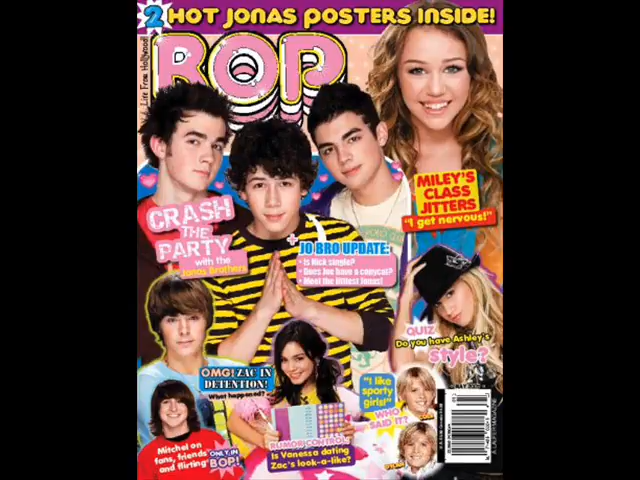 2 HOT JONAS POSTERS INSIDE!
Life From Hollywood
BOP
MILEY'S
CLASS
JITTERS
"I get nervous!"
CRASH
THE
PARTY
with the
Jonas Brothers
JO BRO UPDATE:
• Is Nick single?
• Does Joe have a copycat?
• Meet the littlest Jonas!
QUIZ
Do you have Ashley's
style?
OMG! ZAC IN
DETENTION!
What happened?
"I like
sporty
girls!"
WHO
SAID IT?
DYLAN
Mitchel on
fans, friends
and flirting!
ONLY IN
BOP!
RUMOR CONTROL!
Is Vanessa dating
Zac's look-a-like?
A LAUFER MAGAZINE